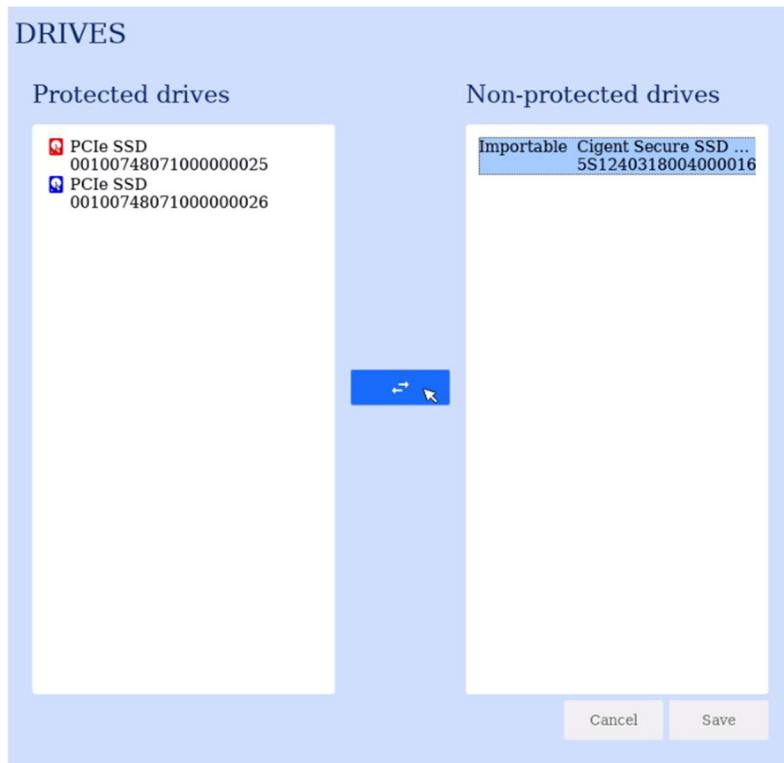 DRIVES
Protected drives
PCIe SSD
00100748071000000025
PCIe SSD
00100748071000000026
Non-protected drives
Importable Cigent Secure SSD ...
5S1240318004000016
Cancel
Save